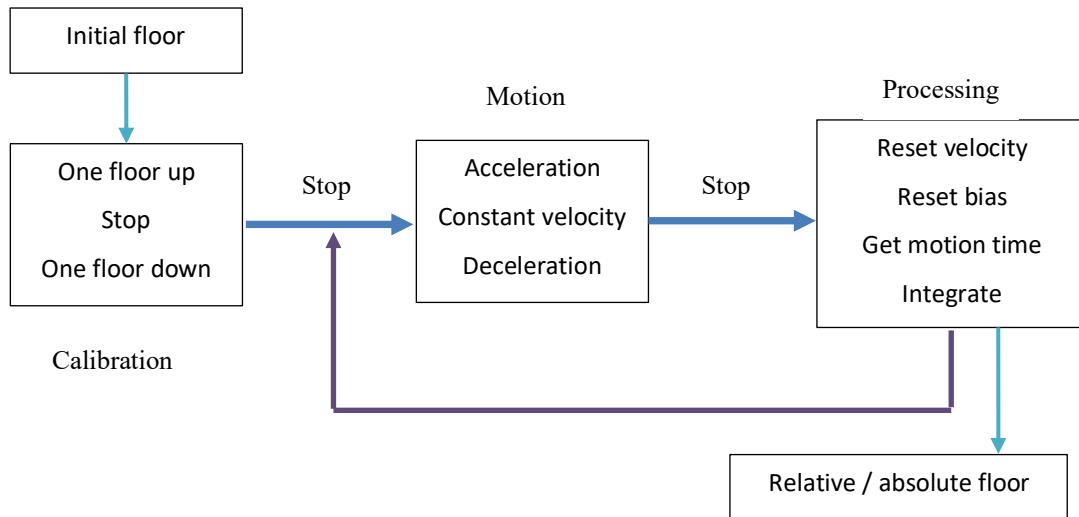 Initial floor
One floor up
Stop
One floor down
Calibration
Stop
Motion
Acceleration
Constant velocity
Deceleration
Stop
Processing
Reset velocity
Reset bias
Get motion time
Integrate
Relative / absolute floor